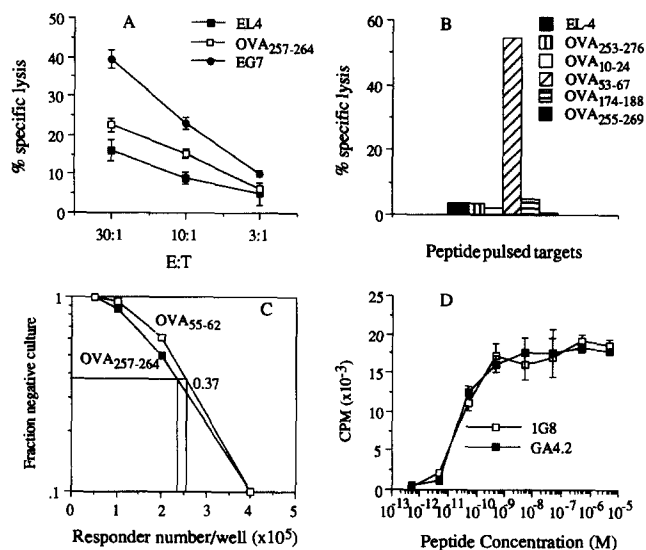 A
EL4
OVA257-264
EG7
% specific lysis
50
40
30
20
10
0
30:1
10:1
3:1
E:T
B
EL-4
OVA253-276
OVA10-24
OVA53-67
OVA174-188
OVA255-269
% specific lysis
60
40
20
0
Peptide pulsed targets
C
OVA55-62
OVA257-264
0.37
Fraction negative culture
1
.1
0
1
2
3
4
5
Responder number/well (x10^5)
D
1G8
GA4.2
CPM (x10^-3)
25
20
15
10
5
0
10^-13 10^-12 10^-11 10^-10 10^-9 10^-8 10^-7 10^-6 10^-5
Peptide Concentration (M)